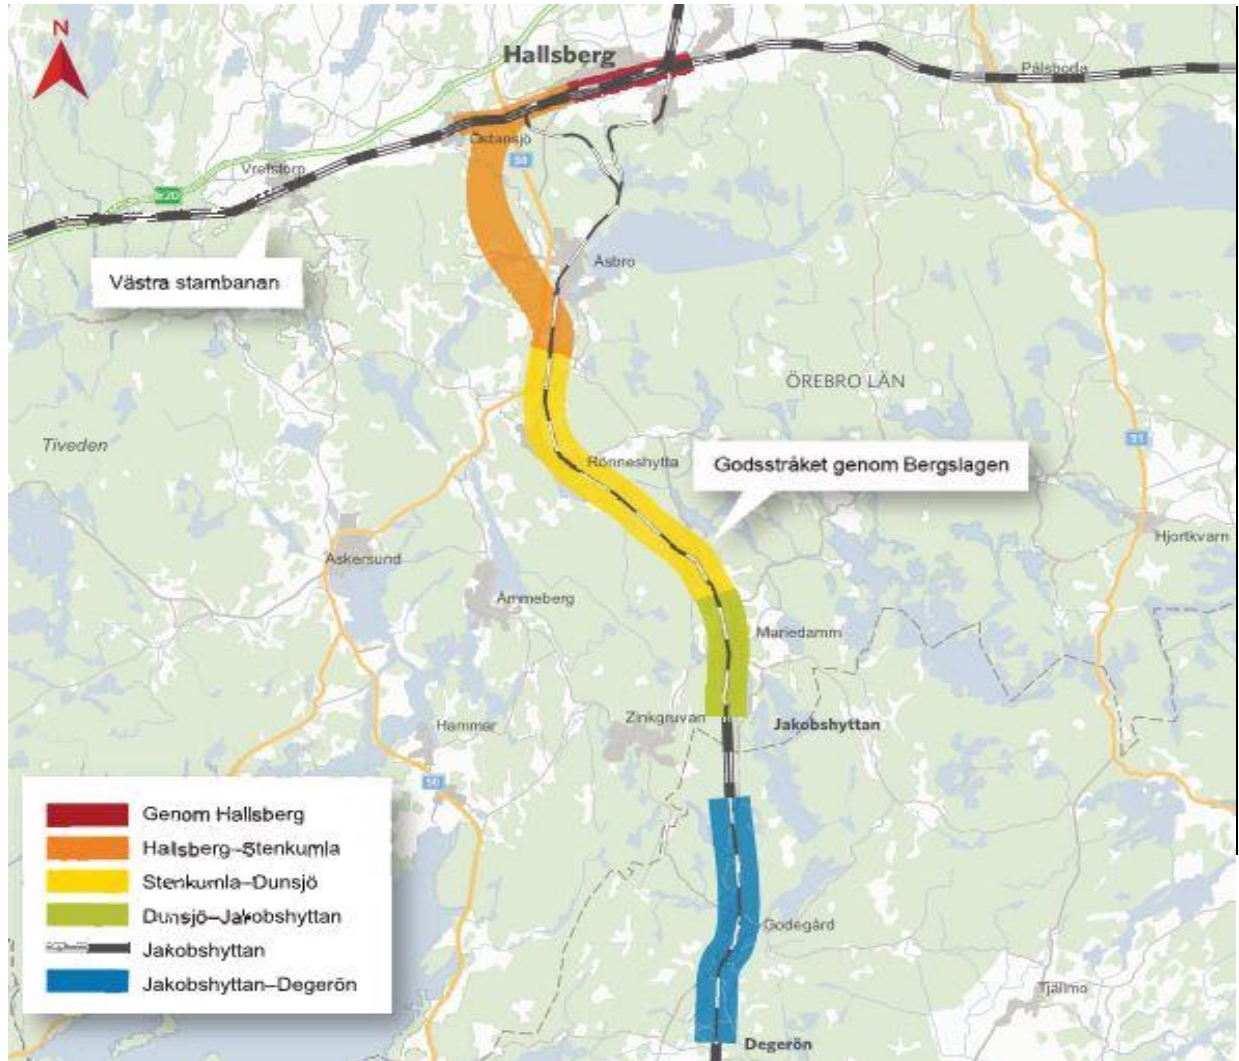 N
Hallsberg
Pålsboda
Östansjö
50
Vretstorp
E20
Västra stambanan
Åsbro
ÖREBRO LÄN
Tiveden
51
Rönneshytta
Godsstråket genom Bergslagen
Hjortkvarn
Askersund
Åmmeberg
Mariedamm
Zinkgruvan
Jakobshyttan
Hammar
50
Genom Hallsberg
Hallsberg–Stenkumla
Stenkumla–Dunsjö
Dunsjö–Jakobshyttan
Jakobshyttan
Jakobshyttan–Degerön
Godegård
Tjällmo
Degerön